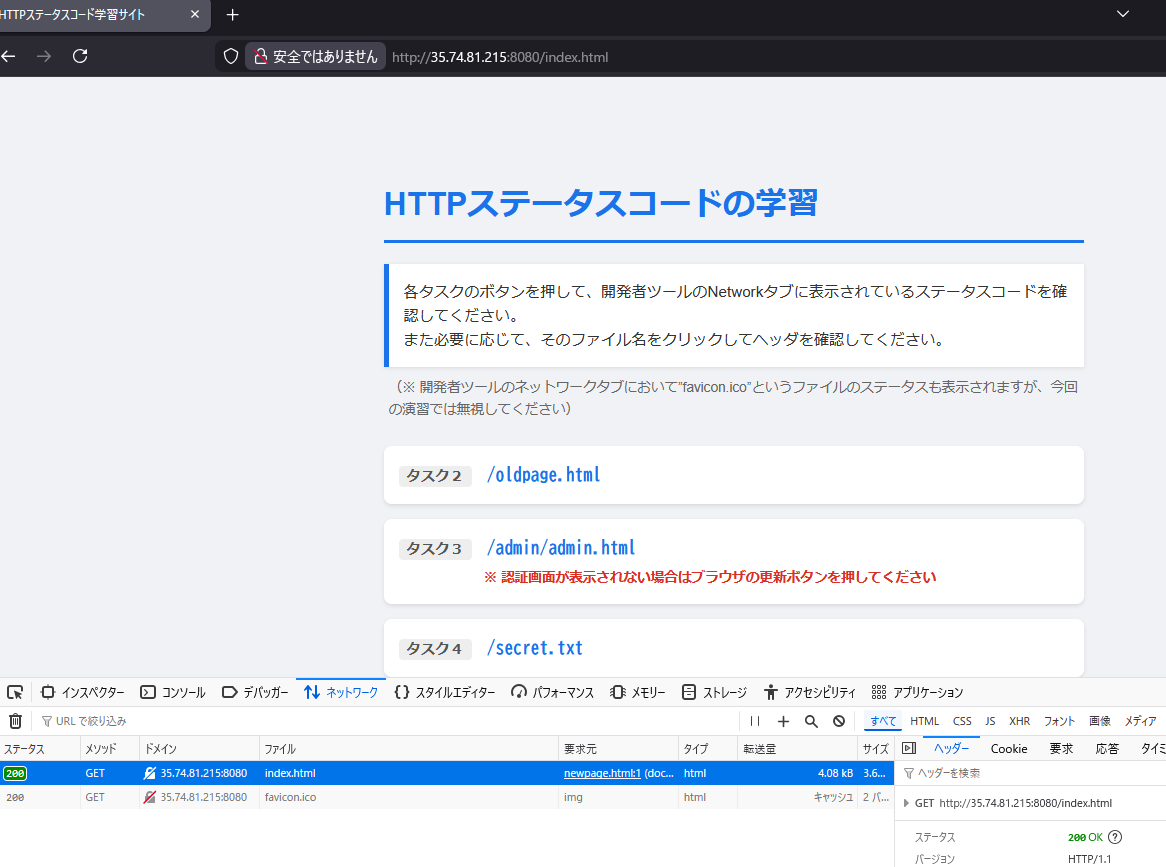 HTTPステータスコード学習サイト
安全ではありません http://35.74.81.215:8080/index.html
HTTPステータスコードの学習
各タスクのボタンを押して、開発者ツールのNetworkタブに表示されているステータスコードを確
認してください。
また必要に応じて、そのファイル名をクリックしてヘッダを確認してください。
（※ 開発者ツールのネットワークタブにおいて“favicon.ico”というファイルのステータスも表示されますが、今回
の演習では無視してください）
タスク2 /oldpage.html
タスク3 /admin/admin.html
※ 認証画面が表示されない場合はブラウザの更新ボタンを押してください
タスク4 /secret.txt
インスペクター コンソール デバッガー ネットワーク スタイルエディター パフォーマンス メモリー ストレージ アクセシビリティ アプリケーション
URL で絞り込み すべて HTML CSS JS XHR フォント 画像 メディア
ステータス メソッド ドメイン ファイル 要求元 タイプ 転送量 サイズ ヘッダー Cookie 要求 応答 タイミ
200 GET 35.74.81.215:8080 index.html newpage.html:1 (doc... html 4.08 kB 3.6... ヘッダーを検索
200 GET 35.74.81.215:8080 favicon.ico img html キャッシュ 2 バ... GET http://35.74.81.215:8080/index.html
ステータス 200 OK
バージョン HTTP/1.1